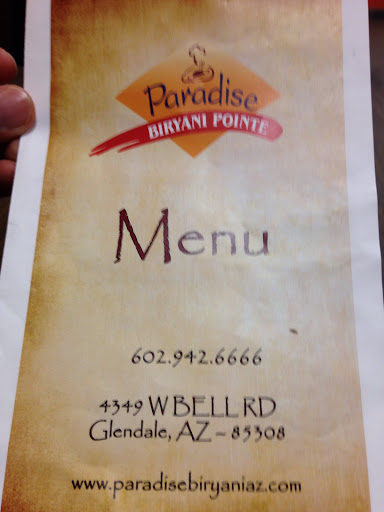 Paradise
BIRYANI POINTE
Menu
602.942.6666
4349 W BELL RD
Glendale, AZ – 85308
www.paradisebiryaniaz.com